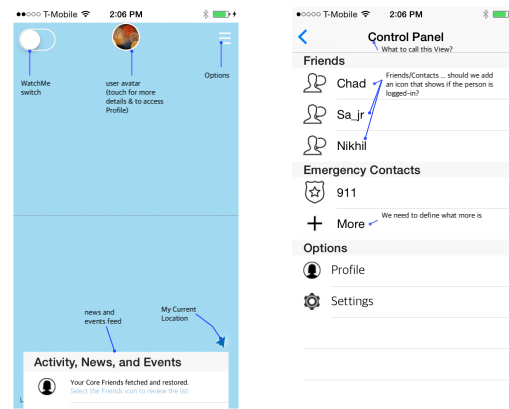 T-Mobile 2:06 PM
WatchMe
switch
user avatar
(touch for more
details & to access
Profile)
Options
news and
events feed
My Current
Location
Activity, News, and Events
Your Core Friends fetched and restored.
Select the Friends icon to review the list
L
T-Mobile 2:06 PM
Control Panel
What to call this View?
Friends
Chad
Friends/Contacts ... should we add
an icon that shows if the person is
logged-in?
Sa_jr
Nikhil
Emergency Contacts
911
More
We need to define what more is
Options
Profile
Settings